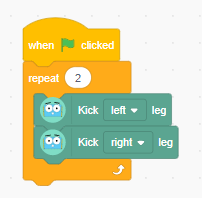 when clicked
repeat 2
Kick left leg
Kick right leg